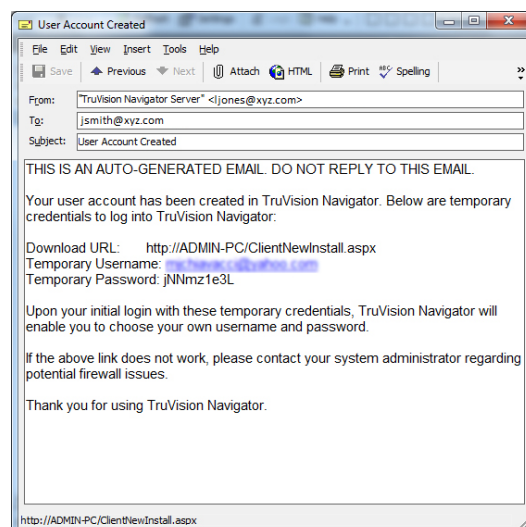 User Account Created
File Edit View Insert Tools Help
Save Previous Next Attach HTML Print Spelling »
From: "TruVision Navigator Server" <ljones@xyz.com>
To: jsmith@xyz.com
Subject: User Account Created
THIS IS AN AUTO-GENERATED EMAIL. DO NOT REPLY TO THIS EMAIL.
Your user account has been created in TruVision Navigator. Below are temporary
credentials to log into TruVision Navigator:
Download URL: http://ADMIN-PC/ClientNewInstall.aspx
Temporary Username:
Temporary Password: jNNmz1e3L
Upon your initial login with these temporary credentials, TruVision Navigator will
enable you to choose your own username and password.
If the above link does not work, please contact your system administrator regarding
potential firewall issues.
Thank you for using TruVision Navigator.
http://ADMIN-PC/ClientNewInstall.aspx